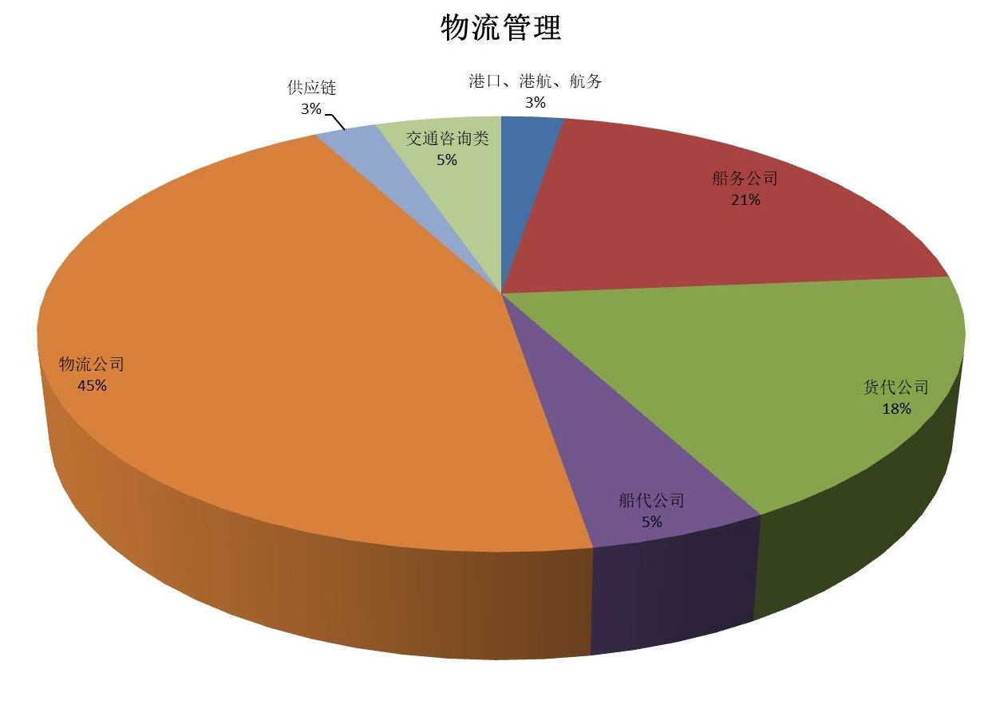 物流管理
供应链
3%
港口、港航、航务
3%
交通咨询类
5%
船务公司
21%
物流公司
45%
货代公司
18%
船代公司
5%